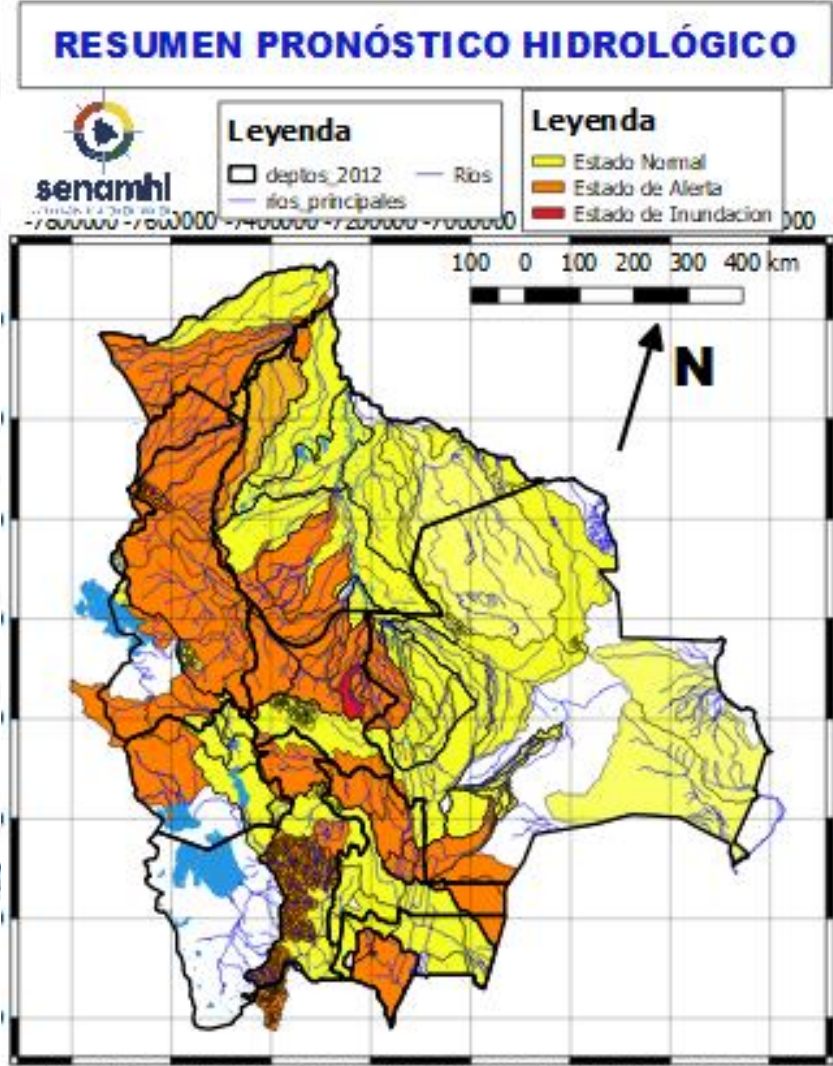 RESUMEN PRONÓSTICO HIDROLÓGICO
senamhi
Leyenda
deptos_2012
Rios
rios_principales
Leyenda
Estado Normal
Estado de Alerta
Estado de Inundacion
-7800000 -7600000 -7400000 -7200000 -7000000
100 0 100 200 300 400 km
N